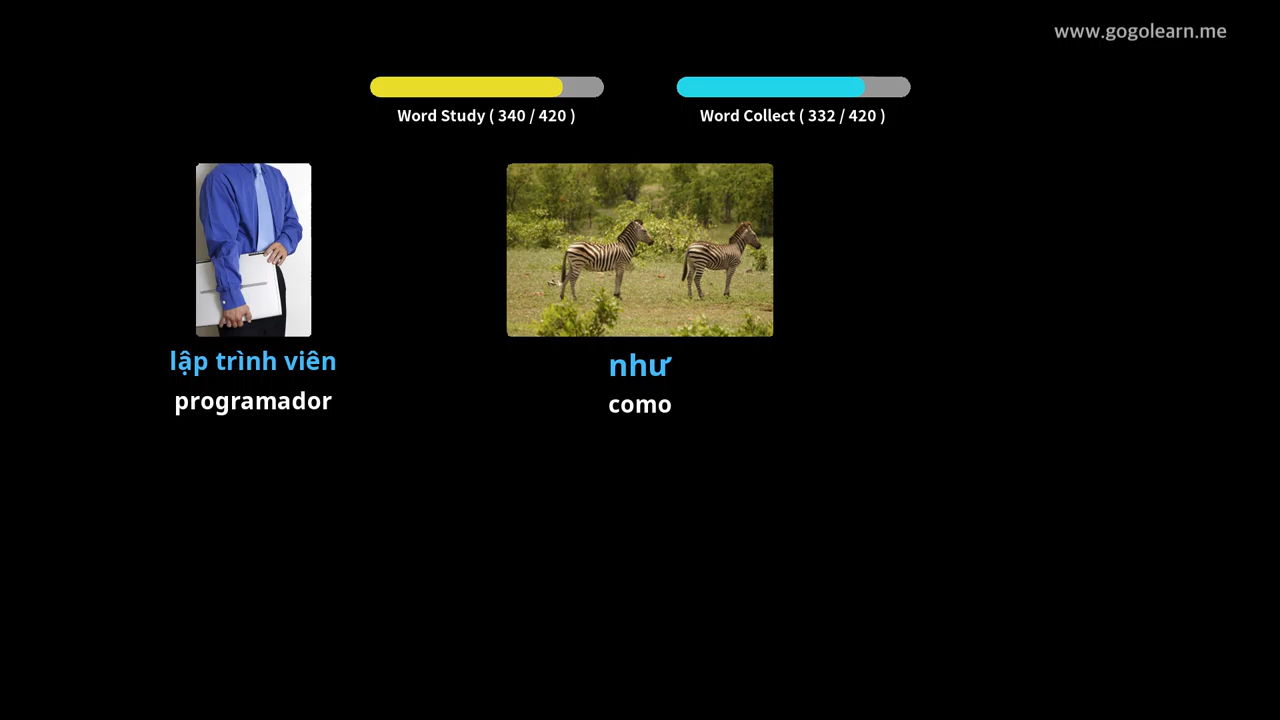 www.gogolearn.me
Word Study ( 340 / 420 )
Word Collect ( 332 / 420 )
lập trình viên
programador
như
como